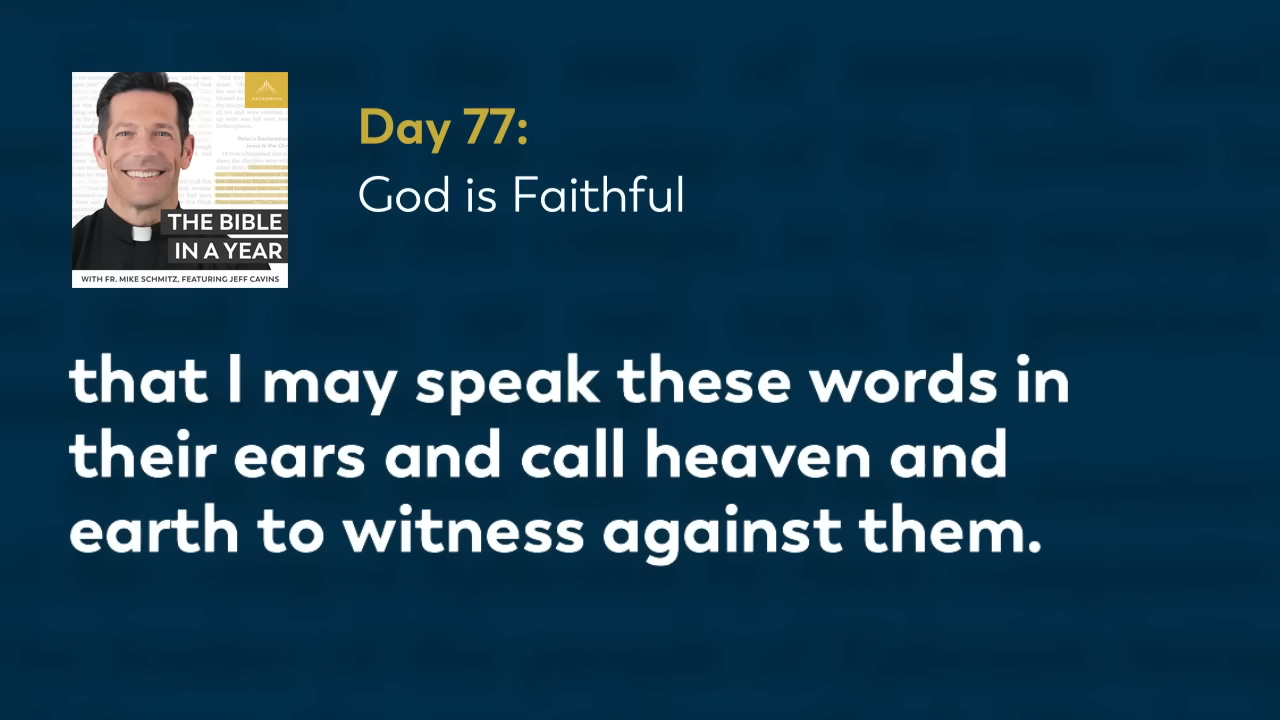 Day 77:
God is Faithful
ASCENSION
THE BIBLE
IN A YEAR
WITH FR. MIKE SCHMITZ, FEATURING JEFF CAVINS
that I may speak these words in
their ears and call heaven and
earth to witness against them.